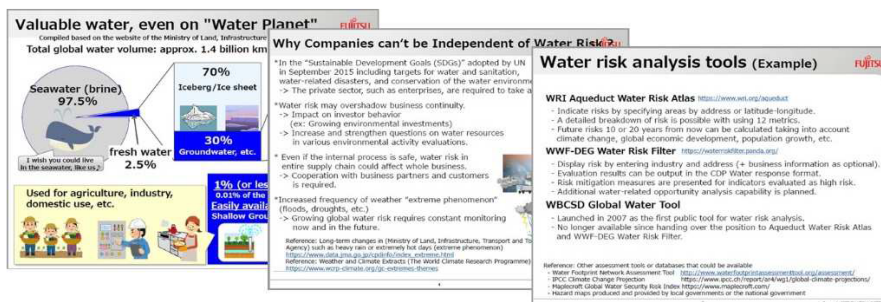 Valuable water, even on "Water Planet"
FUJITSU
Compiled based on the website of the Ministry of Land, Infrastructure
Total global water volume: approx. 1.4 billion km
Seawater (brine)
97.5%
70%
Iceberg/Ice sheet
30%
Groundwater, etc.
fresh water
2.5%
I wish you could live
In the seawater, like us♪
Used for agriculture, industry,
domestic use, etc.
1% (or les
0.01% of the
Easily availa
Shallow Grou
Why Companies can't be Independent of Water Risk?
*In the "Sustainable Development Goals (SDGs)" adopted by UN
in September 2015 including targets for water and sanitation,
water-related disasters, and conservation of the water environm
-> The private sector, such as enterprises, are required to take a
*Water risk may overshadow business continuity.
-> Impact on investor behavior
(ex: Growing environmental investments)
-> Increase and strengthen questions on water resources
in various environmental activity evaluations.
* Even if the internal process is safe, water risk in
entire supply chain could affect whole business.
-> Cooperation with business partners and customers
is required.
*Increased frequency of weather "extreme phenomenon"
(floods, droughts, etc.)
-> Growing global water risk requires constant monitoring
now and in the future.
Reference: Long-term changes in (Ministry of Land, Infrastructure, Transport and To
Agency) such as heavy rain or extremely hot days (extreme phenomenon)
https://www.data.jma.go.jp/cpdinfo/index_extreme.html
Reference: Weather and Climate Extracts (The World Climate Research Programme)
https://www.wcrp-climate.org/gc-extremes-themes
Water risk analysis tools (Example)
FUJITSU
WRI Aqueduct Water Risk Atlas https://www.wri.org/aqueduct
- Indicate risks by specifying areas by address or latitude-longitude.
- A detailed breakdown of risk is possible with using 12 metrics.
- Future risks 10 or 20 years from now can be calculated taking into account
climate change, global economic development, population growth, etc.
WWF-DEG Water Risk Filter https://waterriskfilter.panda.org/
- Display risk by entering industry and address (+ business information as optional).
- Evaluation results can be output in the CDP Water response format.
- Risk mitigation measures are presented for indicators evaluated as high risk.
- Additional water-related opportunity analysis capability is planned.
WBCSD Global Water Tool
- Launched in 2007 as the first public tool for water risk analysis.
- No longer available since handing over the position to Aqueduct Water Risk Atlas
and WWF-DEG Water Risk Filter.
Reference: Other assessment tools or databases that could be available
- Water Footprint Network Assessment Tool http://www.waterfootprintassessmenttool.org/assessment/
- IPCC Climate Change Projection https://www.ipcc.ch/report/ar4/wg1/global-climate-projections/
- Maplecroft Global Water Security Risk Index https://www.maplecroft.com/
- Hazard maps produced and provided by local governments or the national government